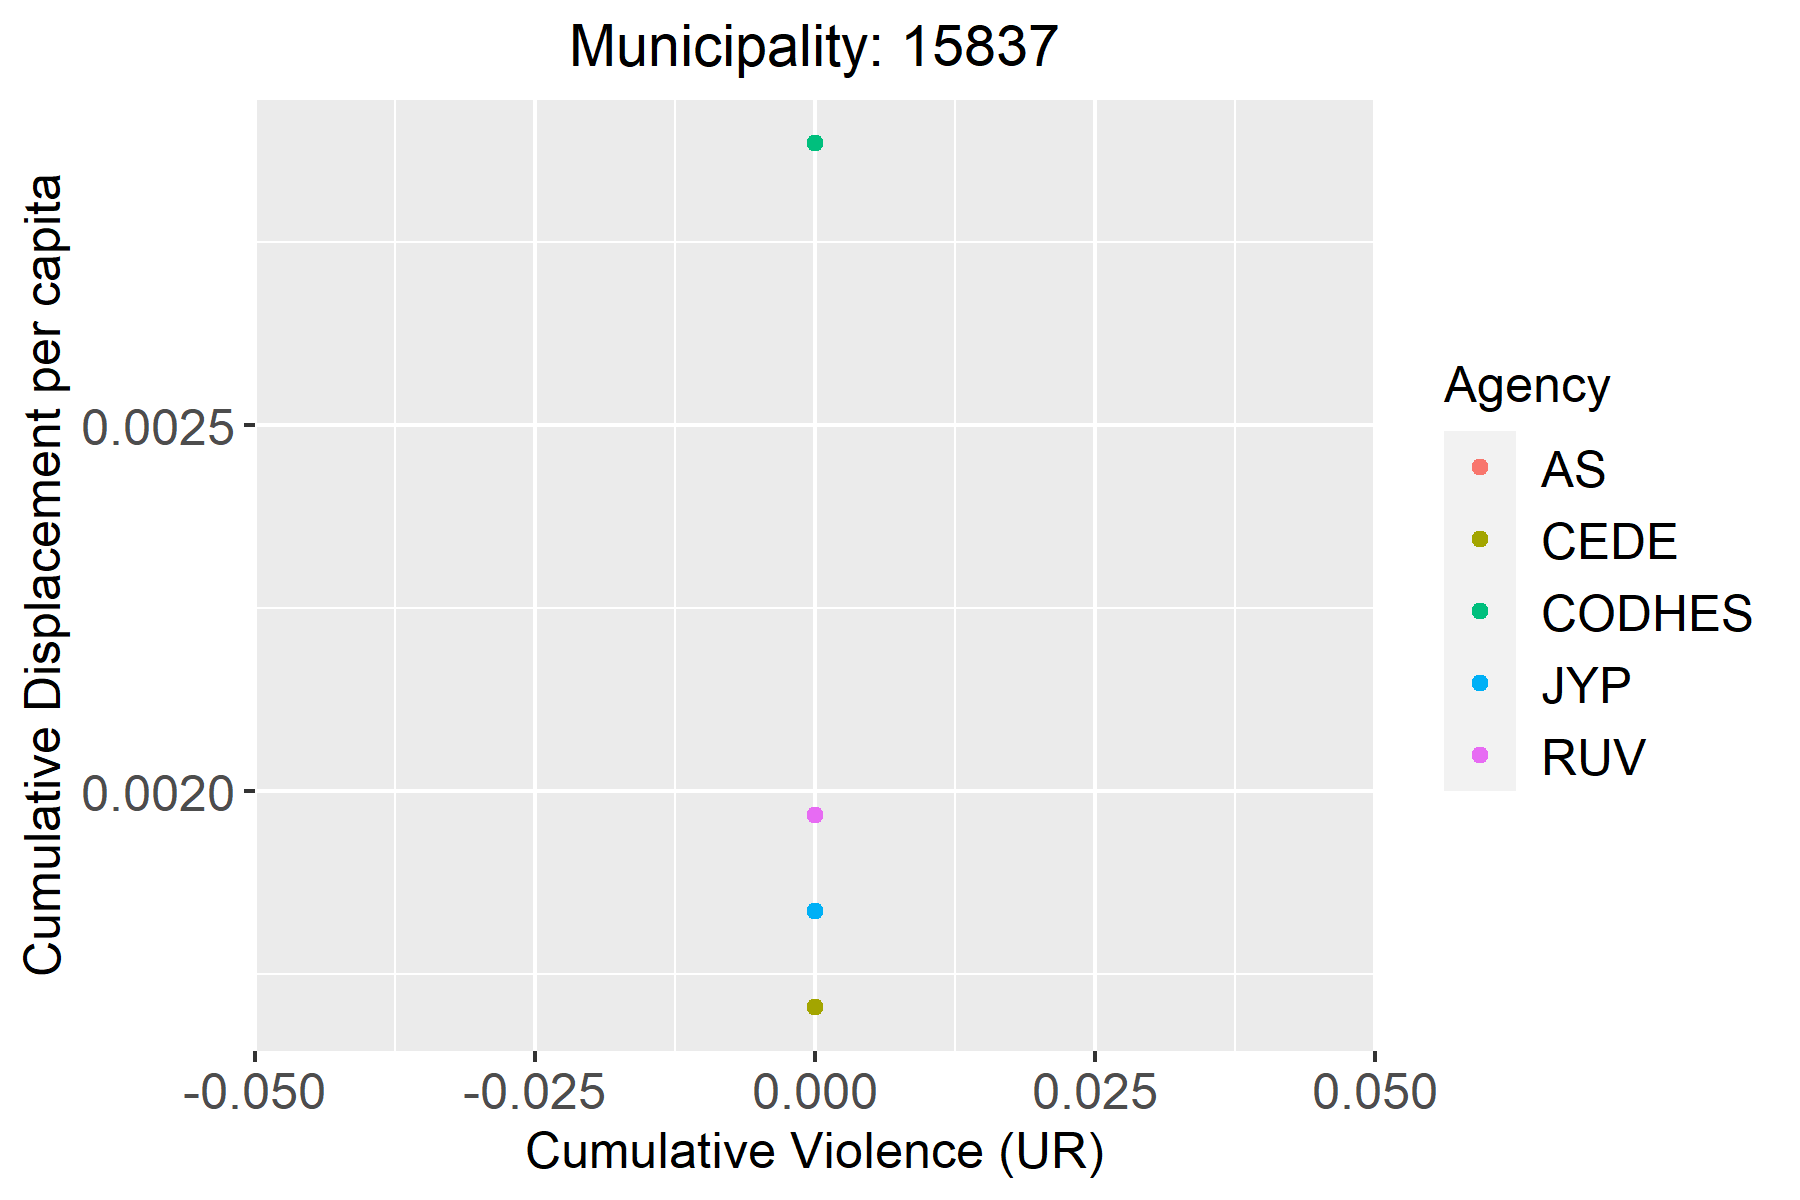 Municipality: 15837
Cumulative Displacement per capita
0.0025
0.0020
-0.050
-0.025
0.000
0.025
0.050
Cumulative Violence (UR)
Agency
AS
CEDE
CODHES
JYP
RUV